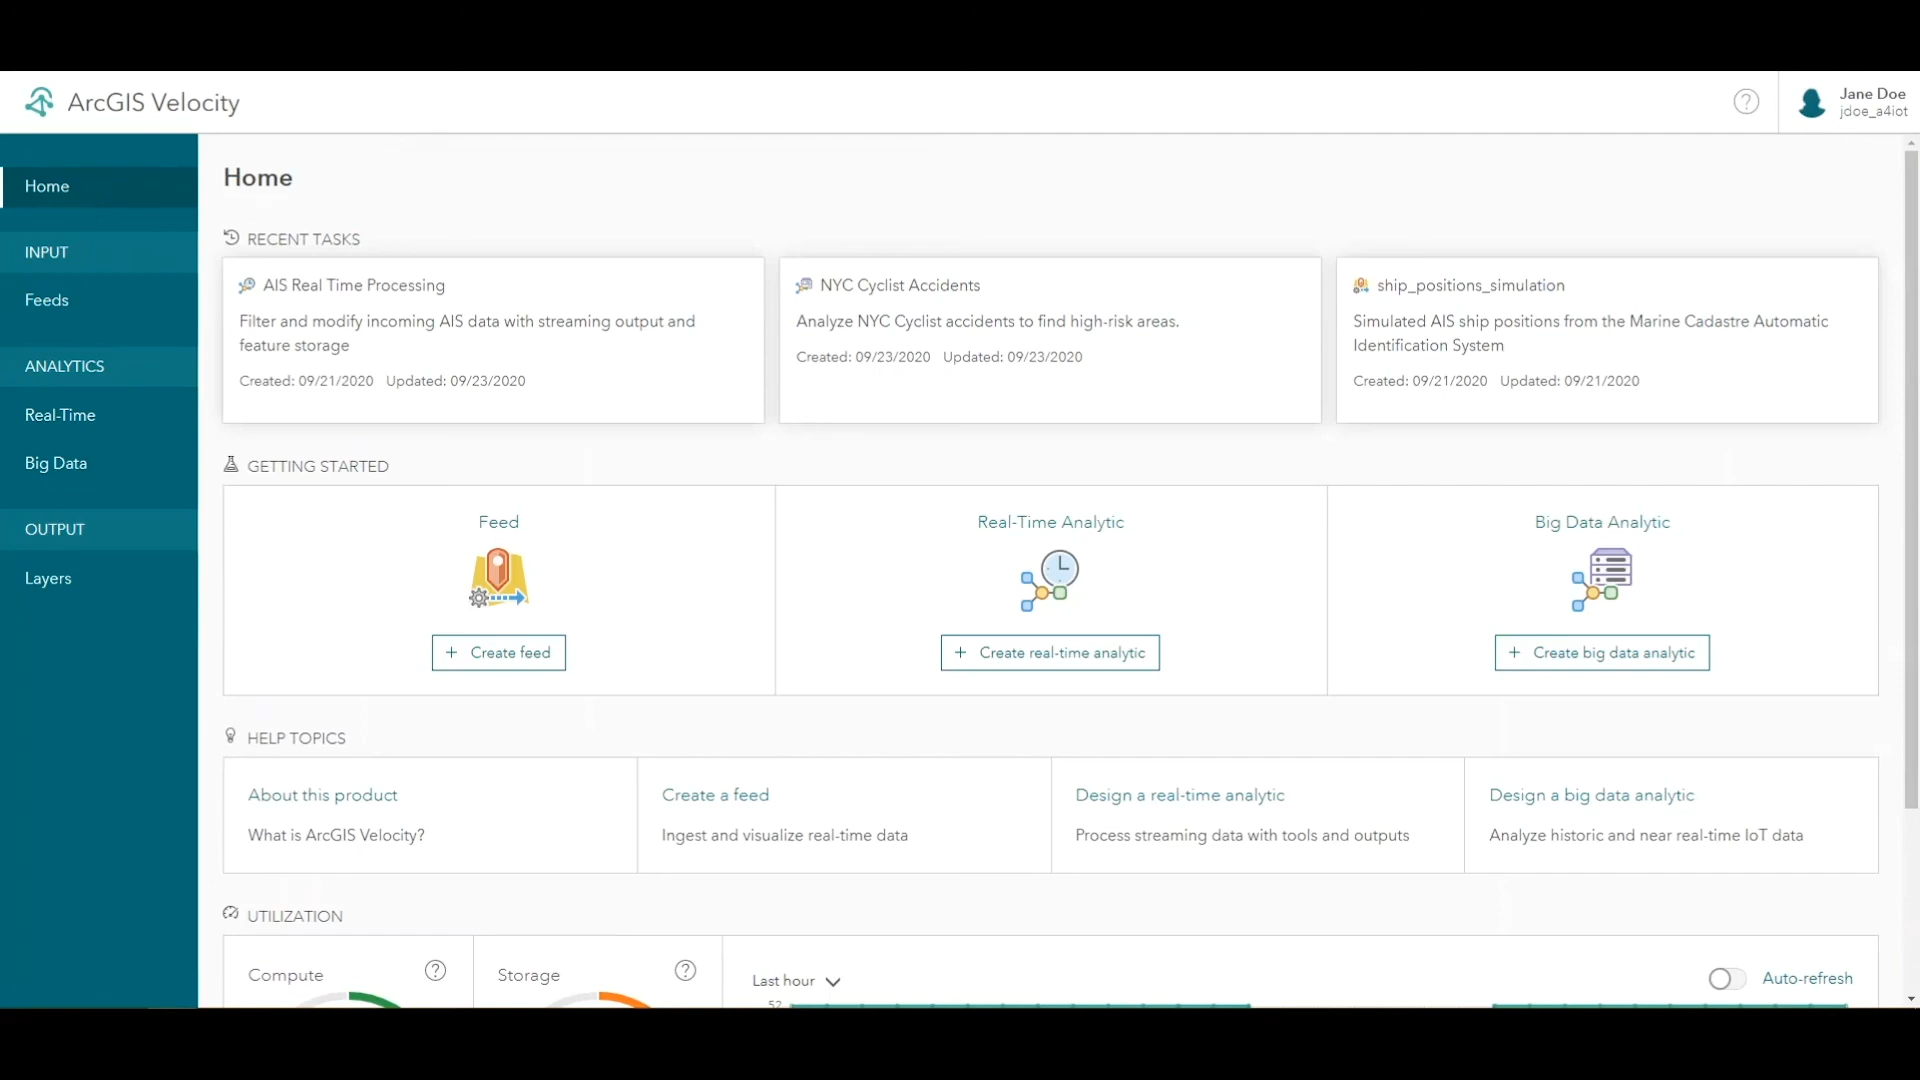 ArcGIS Velocity
Jane Doe
jdoe_a4iot
Home
INPUT
Feeds
ANALYTICS
Real-Time
Big Data
OUTPUT
Layers
Home
RECENT TASKS
AIS Real Time Processing
Filter and modify incoming AIS data with streaming output and
feature storage
Created: 09/21/2020 Updated: 09/23/2020
NYC Cyclist Accidents
Analyze NYC Cyclist accidents to find high-risk areas.
Created: 09/23/2020 Updated: 09/23/2020
ship_positions_simulation
Simulated AIS ship positions from the Marine Cadastre Automatic
Identification System
Created: 09/21/2020 Updated: 09/21/2020
GETTING STARTED
Feed
+ Create feed
Real-Time Analytic
+ Create real-time analytic
Big Data Analytic
+ Create big data analytic
HELP TOPICS
About this product
What is ArcGIS Velocity?
Create a feed
Ingest and visualize real-time data
Design a real-time analytic
Process streaming data with tools and outputs
Design a big data analytic
Analyze historic and near real-time IoT data
UTILIZATION
Compute ?
Storage ?
Last hour
Auto-refresh
52